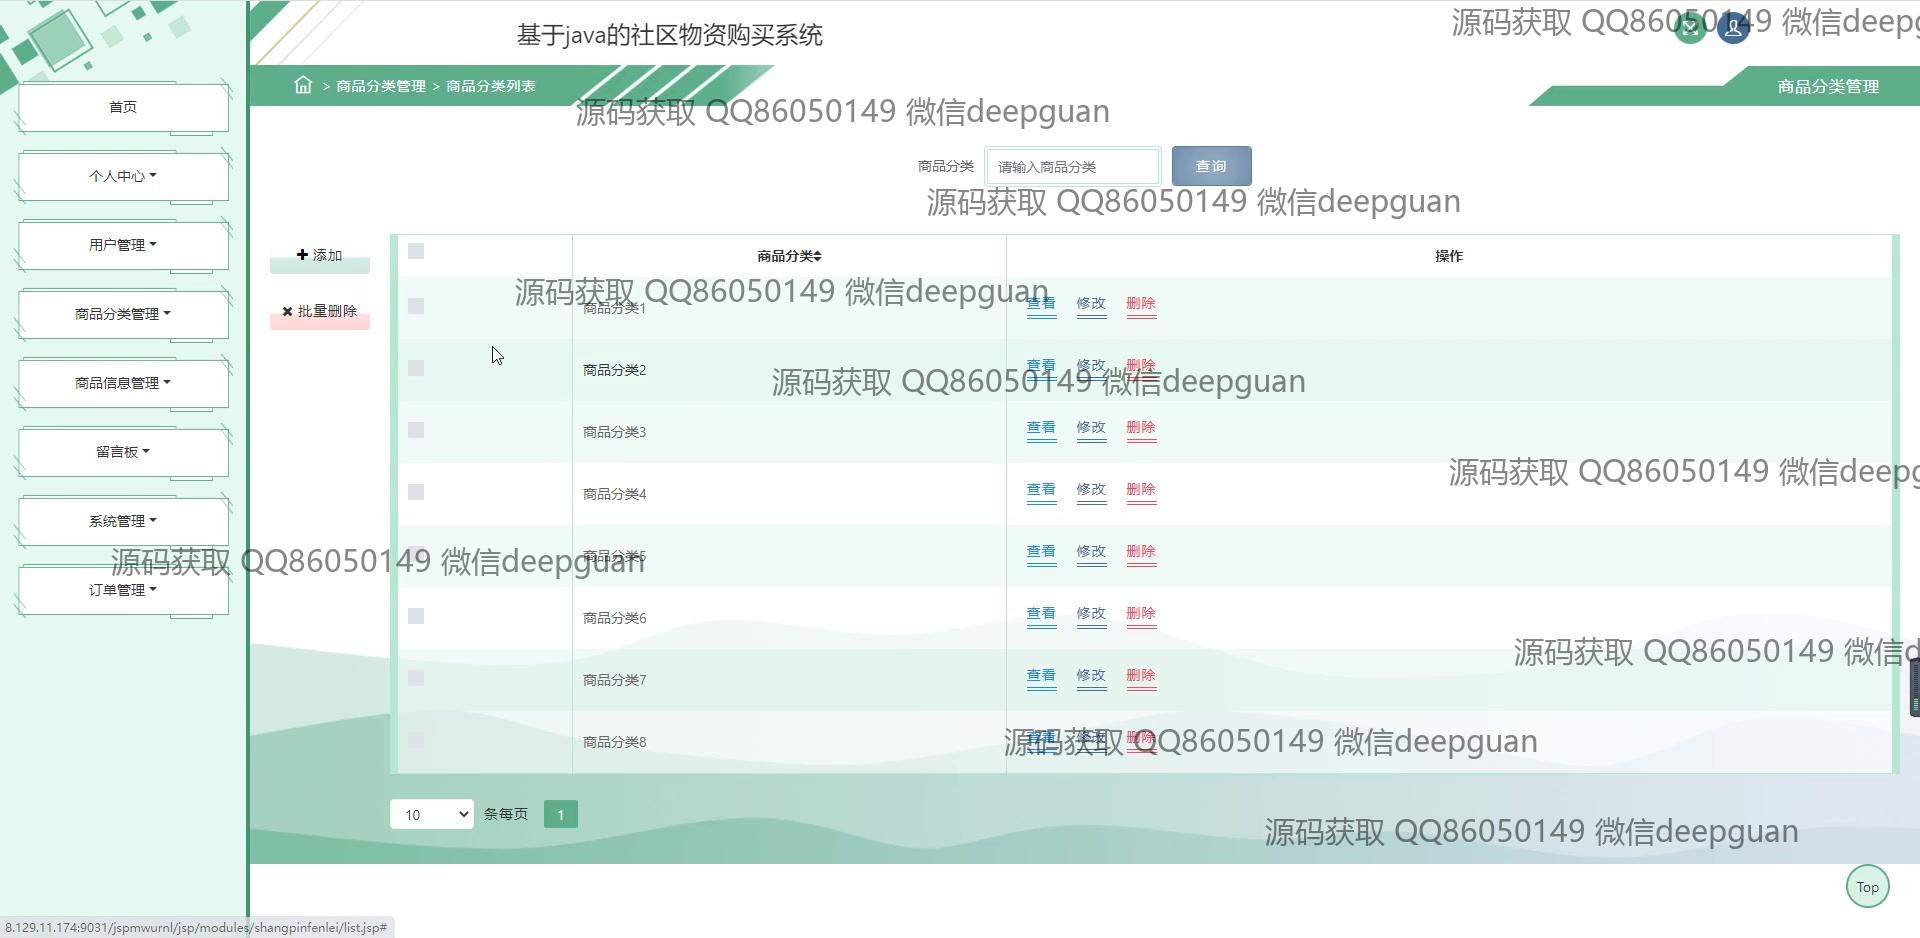 基于java的社区物资购买系统
源码获取 QQ86050149 微信deepg
> 商品分类管理 > 商品分类列表
商品分类管理
源码获取 QQ86050149 微信deepguan
首页
个人中心
用户管理
商品分类管理
商品信息管理
留言板
系统管理
订单管理
商品分类 请输入商品分类 查询
源码获取 QQ86050149 微信deepguan
添加
批量删除
商品分类 操作
源码获取 QQ86050149 微信deepguan
商品分类1 查看 修改 删除
商品分类2 查看 修改 删除
源码获取 QQ86050149 微信deepguan
商品分类3 查看 修改 删除
源码获取 QQ86050149 微信deepg
商品分类4 查看 修改 删除
商品分类5 查看 修改 删除
源码获取 QQ86050149 微信deepguan
商品分类6 查看 修改 删除
源码获取 QQ86050149 微信d
商品分类7 查看 修改 删除
商品分类8 查看 修改 删除
源码获取 QQ86050149 微信deepguan
10 条每页 1
源码获取 QQ86050149 微信deepguan
Top
8.129.11.174:9031/jspmwurnl/jsp/modules/shangpinfenlei/list.jsp#